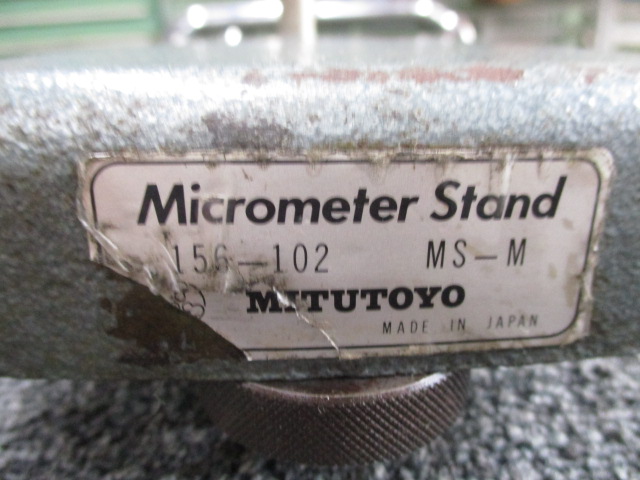 Micrometer Stand
156-102 MS-M
MITUTOYO
MADE IN JAPAN